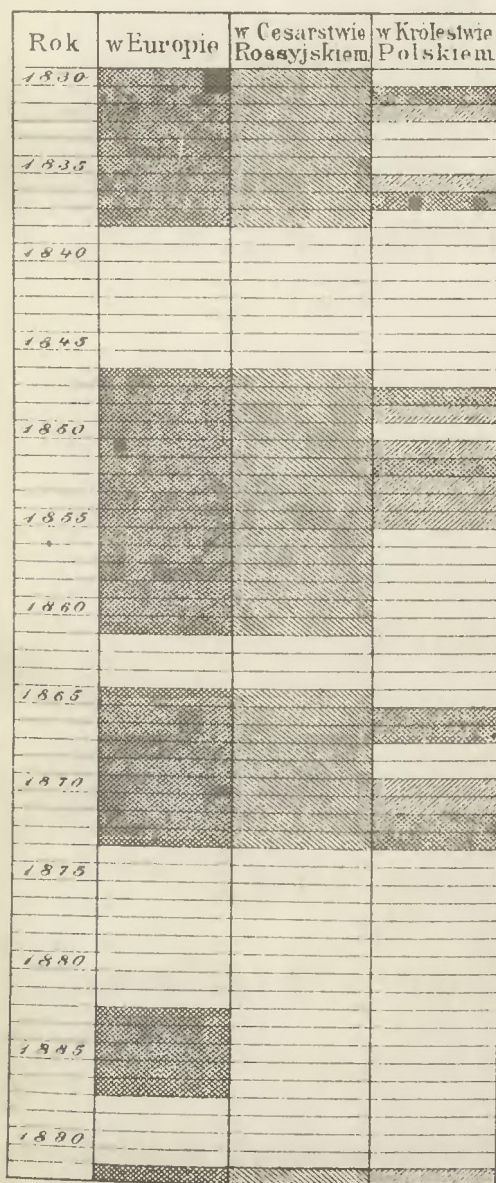 Rok
w Europie
w Cesarstwie
Rossyjskiem
w Królestwie
Polskiem
1830
1835
1840
1845
1850
1855
1860
1865
1870
1875
1880
1885
1890